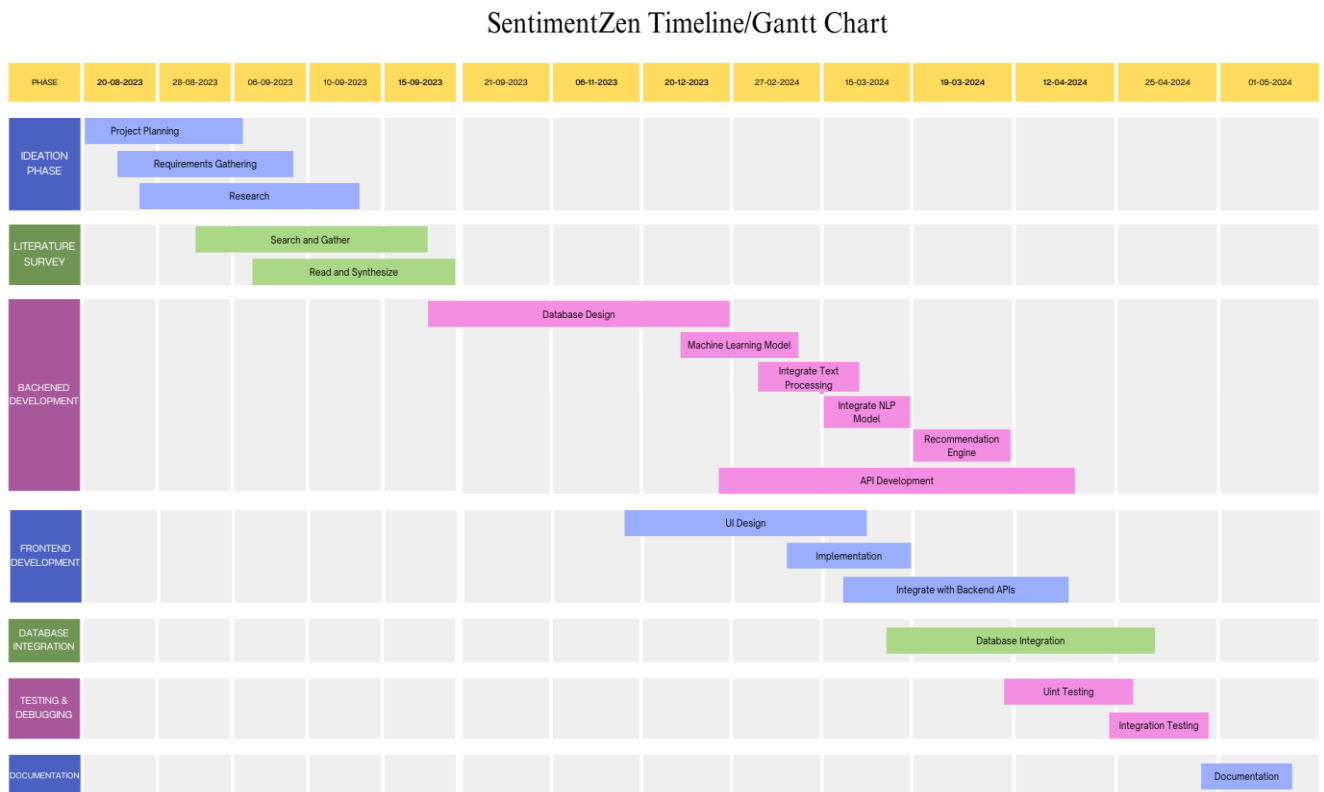 SentimentZen Timeline/Gantt Chart
PHASE
20-08-2023
28-08-2023
06-09-2023
10-09-2023
15-09-2023
21-09-2023
06-11-2023
20-12-2023
27-02-2024
15-03-2024
19-03-2024
12-04-2024
25-04-2024
01-05-2024
IDEATION
PHASE
Project Planning
Requirements Gathering
Research
LITERATURE
SURVEY
Search and Gather
Read and Synthesize
BACKENED
DEVELOPMENT
Database Design
Machine Learning Model
Integrate Text
Processing
Integrate NLP
Model
Recommendation
Engine
API Development
FRONTEND
DEVELOPMENT
UI Design
Implementation
Integrate with Backend APIs
DATABASE
INTEGRATION
Database Integration
TESTING &
DEBUGGING
Uint Testing
Integration Testing
DOCUMENTATION
Documentation